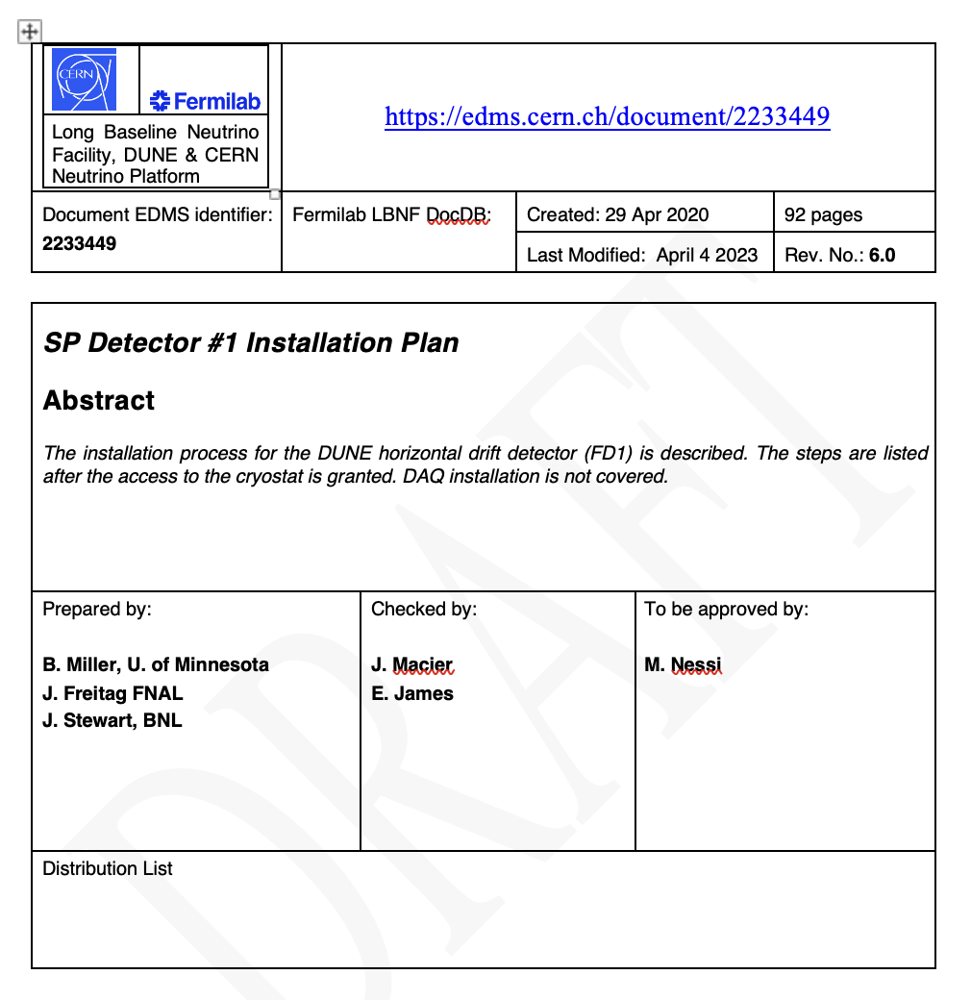 CERN
Fermilab
Long Baseline Neutrino
Facility, DUNE & CERN
Neutrino Platform
https://edms.cern.ch/document/2233449
Document EDMS identifier:
2233449
Fermilab LBNF DocDB:
Created: 29 Apr 2020
92 pages
Last Modified: April 4 2023
Rev. No.: 6.0
SP Detector #1 Installation Plan
Abstract
The installation process for the DUNE horizontal drift detector (FD1) is described. The steps are listed
after the access to the cryostat is granted. DAQ installation is not covered.
Prepared by:
B. Miller, U. of Minnesota
J. Freitag FNAL
J. Stewart, BNL
Checked by:
J. Macier
E. James
To be approved by:
M. Nessi
Distribution List
DRAFT